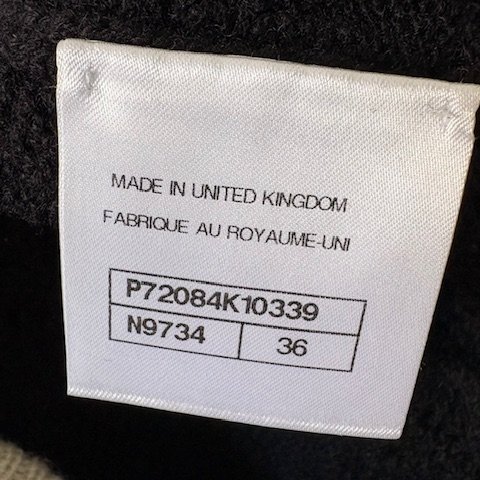 MADE IN UNITED KINGDOM
FABRIQUE AU ROYAUME-UNI
P72084K10339
N9734 36